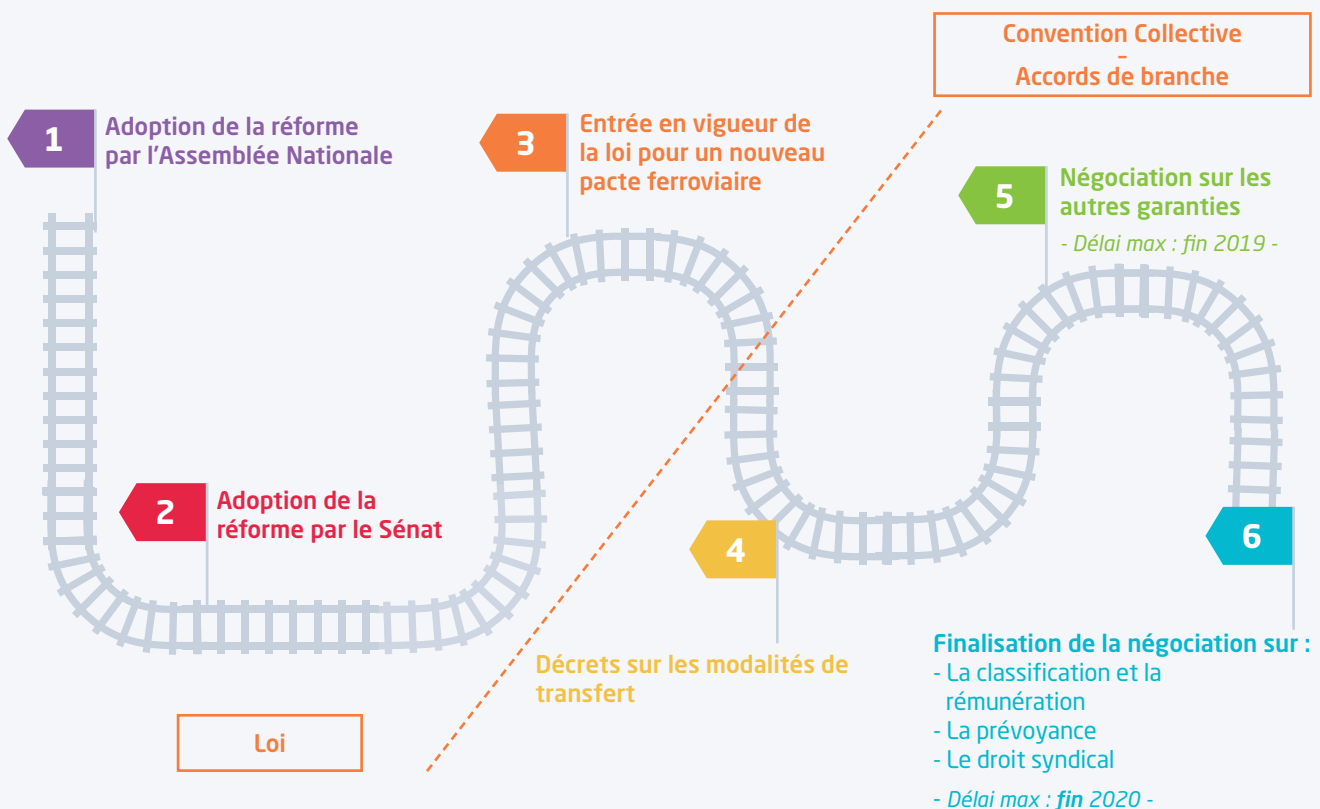 Convention Collective
–
Accords de branche
1
Adoption de la réforme
par l'Assemblée Nationale
3
Entrée en vigueur de
la loi pour un nouveau
pacte ferroviaire
5
Négociation sur les
autres garanties
- Délai max : fin 2019 -
2
Adoption de la
réforme par le Sénat
4
Décrets sur les modalités de
transfert
6
Finalisation de la négociation sur :
- La classification et la
rémunération
- La prévoyance
- Le droit syndical
- Délai max : fin 2020 -
Loi